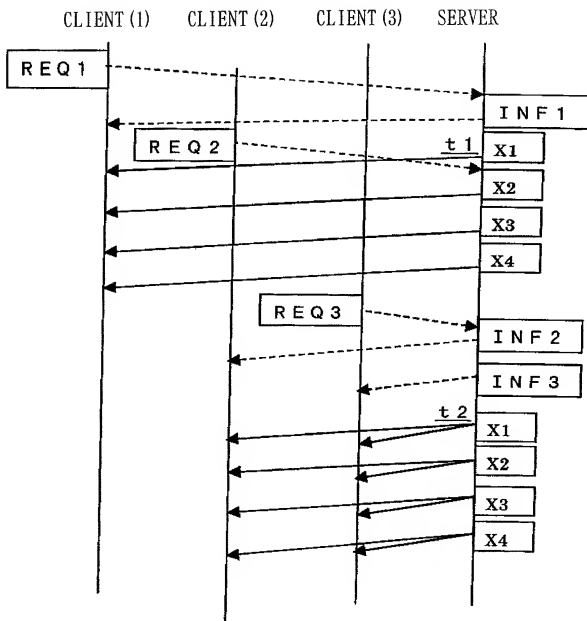 CLIENT(1) CLIENT(2) CLIENT(3) SERVER
REQ1
INF1
REQ2
t1
X1
X2
X3
X4
REQ3
INF2
INF3
t2
X1
X2
X3
X4